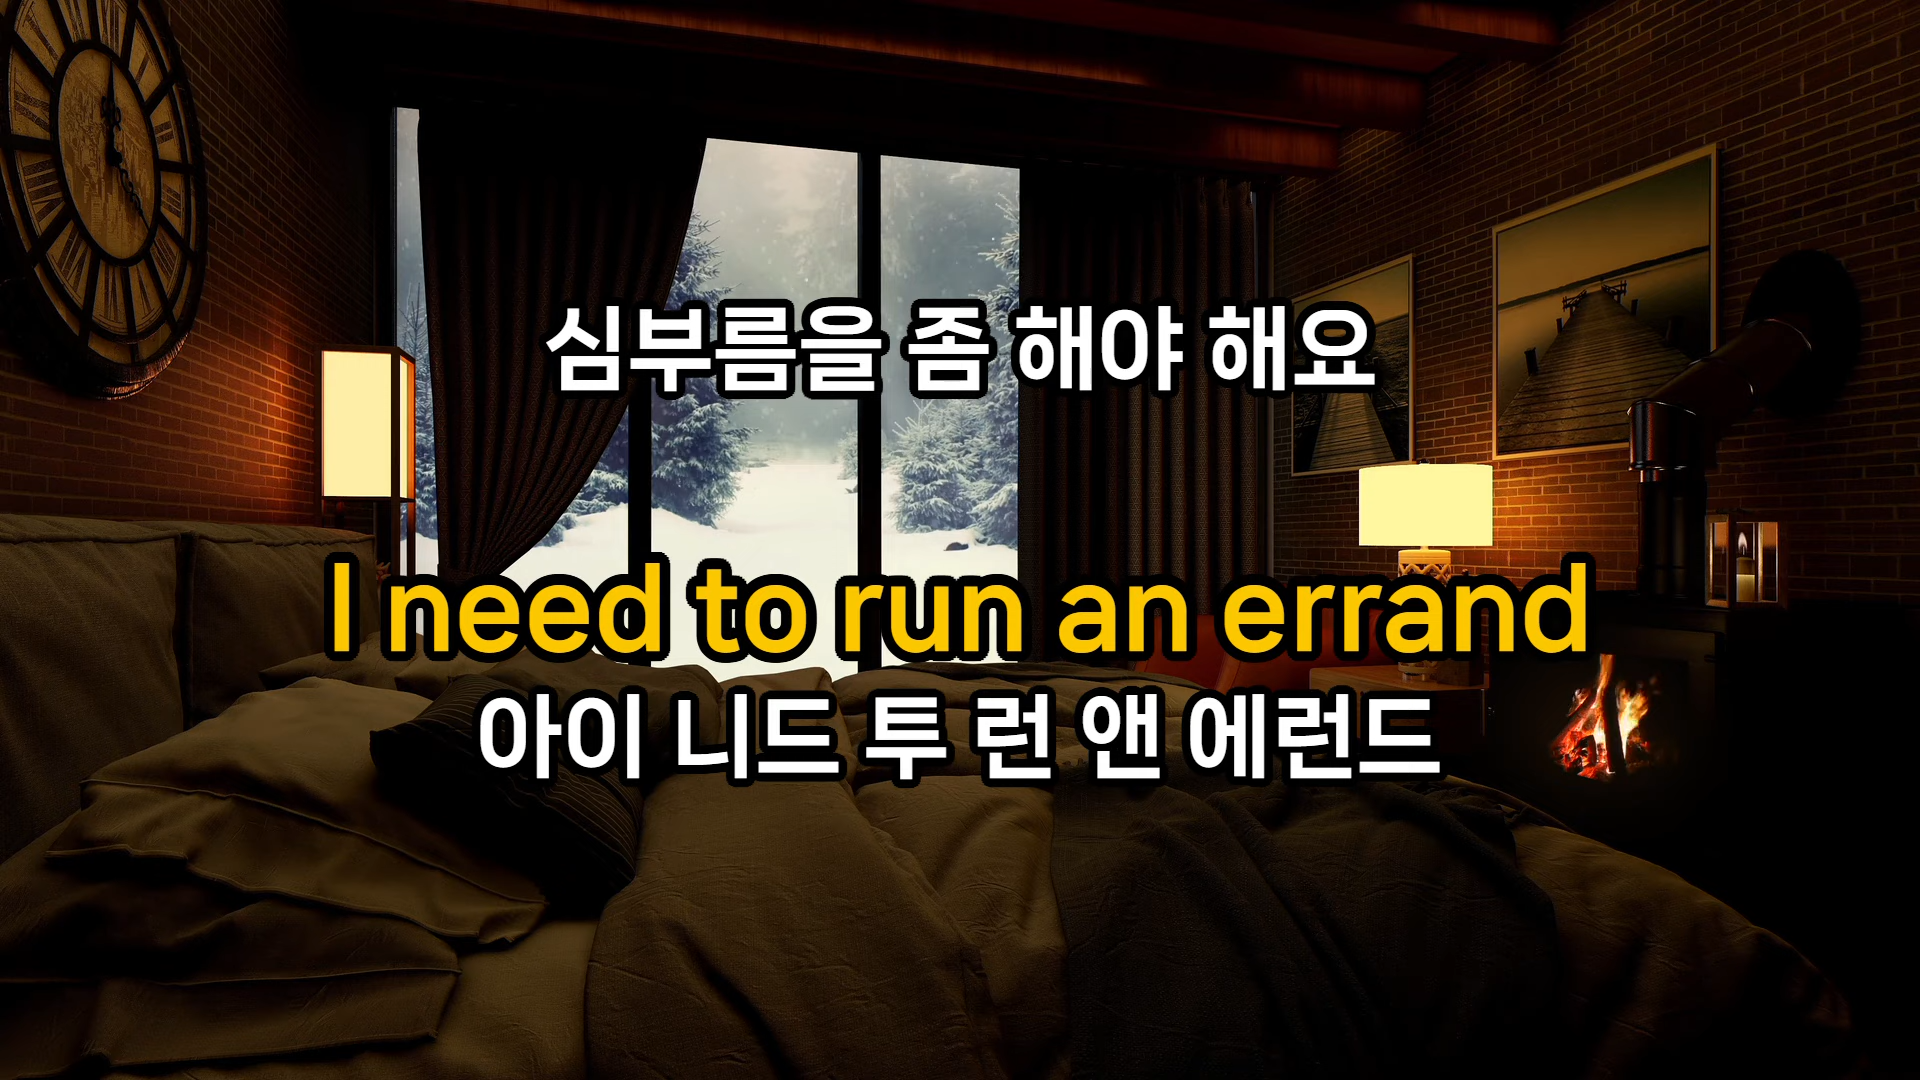 심부름을 좀 해야 해요
I need to run an errand
아이 니드 투 런 앤 에런드